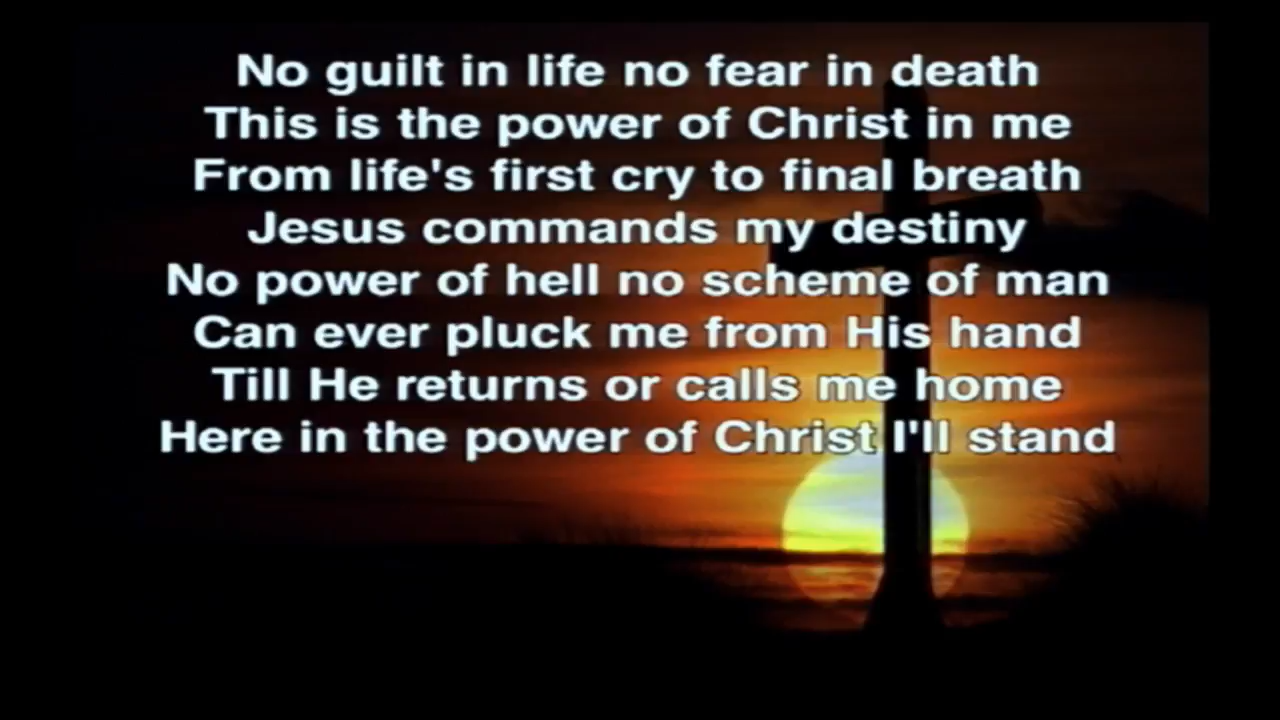 No guilt in life no fear in death
This is the power of Christ in me
From life's first cry to final breath
Jesus commands my destiny
No power of hell no scheme of man
Can ever pluck me from His hand
Till He returns or calls me home
Here in the power of Christ I'll stand